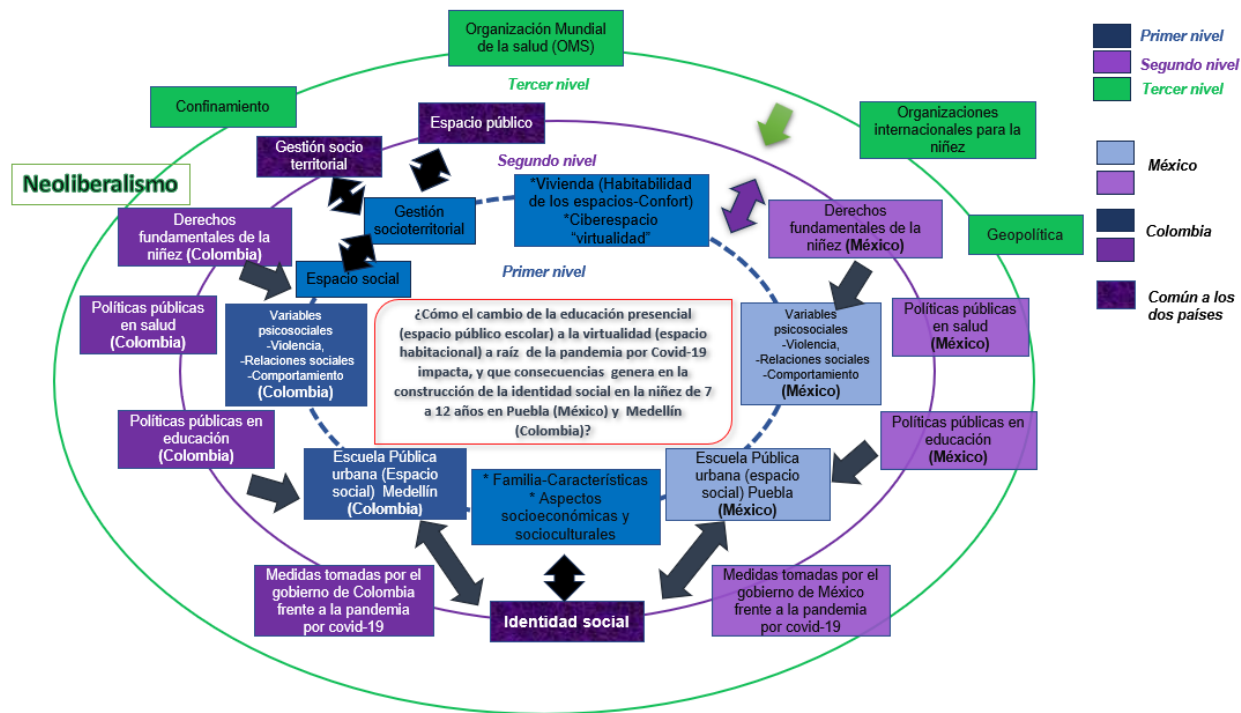 Organización Mundial
de la salud (OMS)
Tercer nivel
Confinamiento
Organizaciones
internacionales para la
niñez
Espacio público
Gestión socio
territorial
Segundo nivel
Neoliberalismo
*Vivienda (Habitabilidad
de los espacios-Confort)
*Ciberespacio
"virtualidad"
Gestión
socioterritorial
Derechos
fundamentales de la
niñez (Colombia)
Derechos
fundamentales de la
niñez (México)
Geopolítica
Espacio social
Primer nivel
Políticas públicas
en salud
(Colombia)
Variables
psicosociales
-Violencia,
-Relaciones sociales
-Comportamiento
(Colombia)
¿Cómo el cambio de la educación presencial
(espacio público escolar) a la virtualidad (espacio
habitacional) a raíz de la pandemia por Covid-19
impacta, y que consecuencias genera en la
construcción de la identidad social en la niñez de 7
a 12 años en Puebla (México) y Medellín
(Colombia)?
Variables
psicosociales
-Violencia,
-Relaciones sociales
-Comportamiento
(México)
Políticas públicas
en salud
(México)
Políticas públicas en
educación
(Colombia)
Políticas públicas en
educación
(México)
Escuela Pública
urbana (Espacio
social) Medellín
(Colombia)
* Familia-Características
* Aspectos
socioeconómicas y
socioculturales
Escuela Pública
urbana (espacio
social) Puebla
(México)
Medidas tomadas por el
gobierno de Colombia
frente a la pandemia
por covid-19
Identidad social
Medidas tomadas por el
gobierno de México
frente a la pandemia
por covid-19
Primer nivel
Segundo nivel
Tercer nivel
México
Colombia
Común a los
dos países